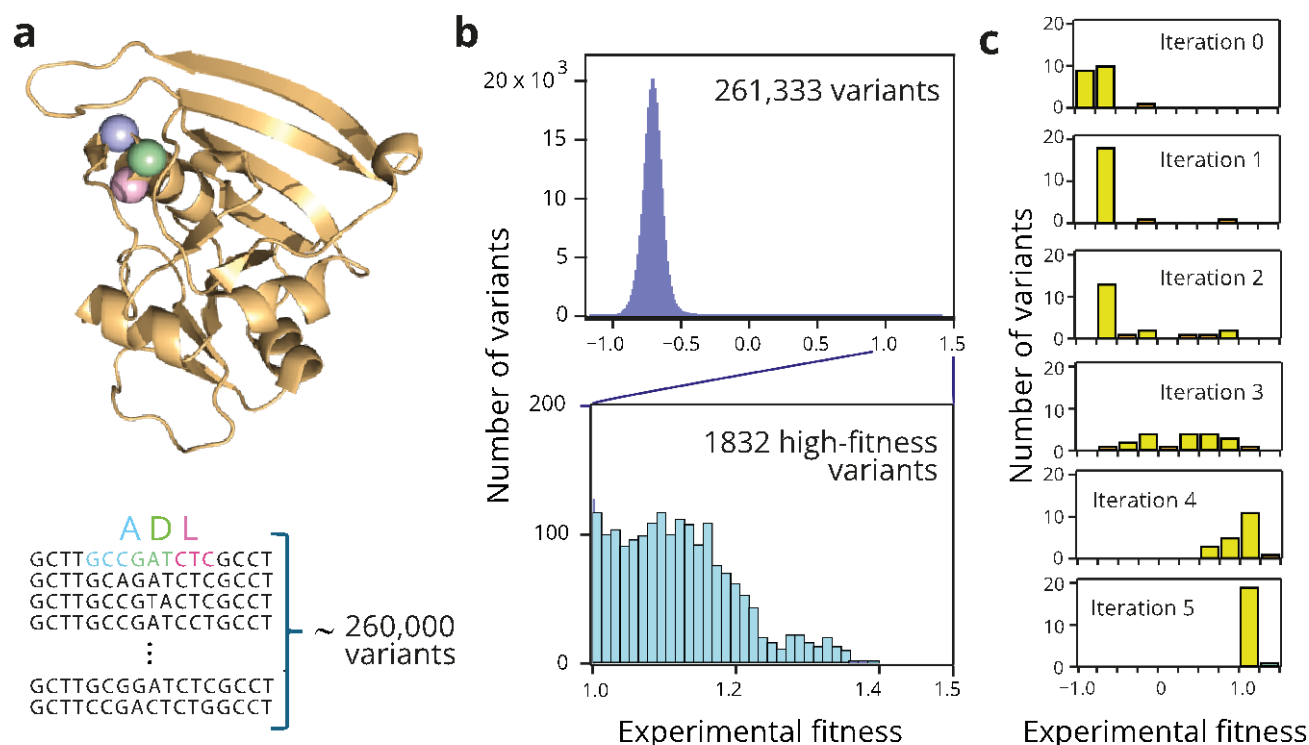 a
A D L
GCTTGCCGATCTCGCCT
GCTTGCAGATCTCGCCT
GCTTGCCGTACTCGCCT
GCTTGCCGATCCTGCCT
⋮
GCTTGCGGATCTCGCCT
GCTTCCGACTCTGGCCT
~ 260,000
variants
b
Number of variants
261,333 variants
20 x 10³
15
10
5
0
−1.0 −0.5 0.0 0.5 1.0 1.5
1832 high-fitness
variants
200
100
0
1.0 1.2 1.4 1.5
Experimental fitness
c
Number of variants
Iteration 0
20
10
0
Iteration 1
20
10
0
Iteration 2
20
10
0
Iteration 3
20
10
0
Iteration 4
20
10
0
Iteration 5
20
10
0
−1.0 0 1.0
Experimental fitness